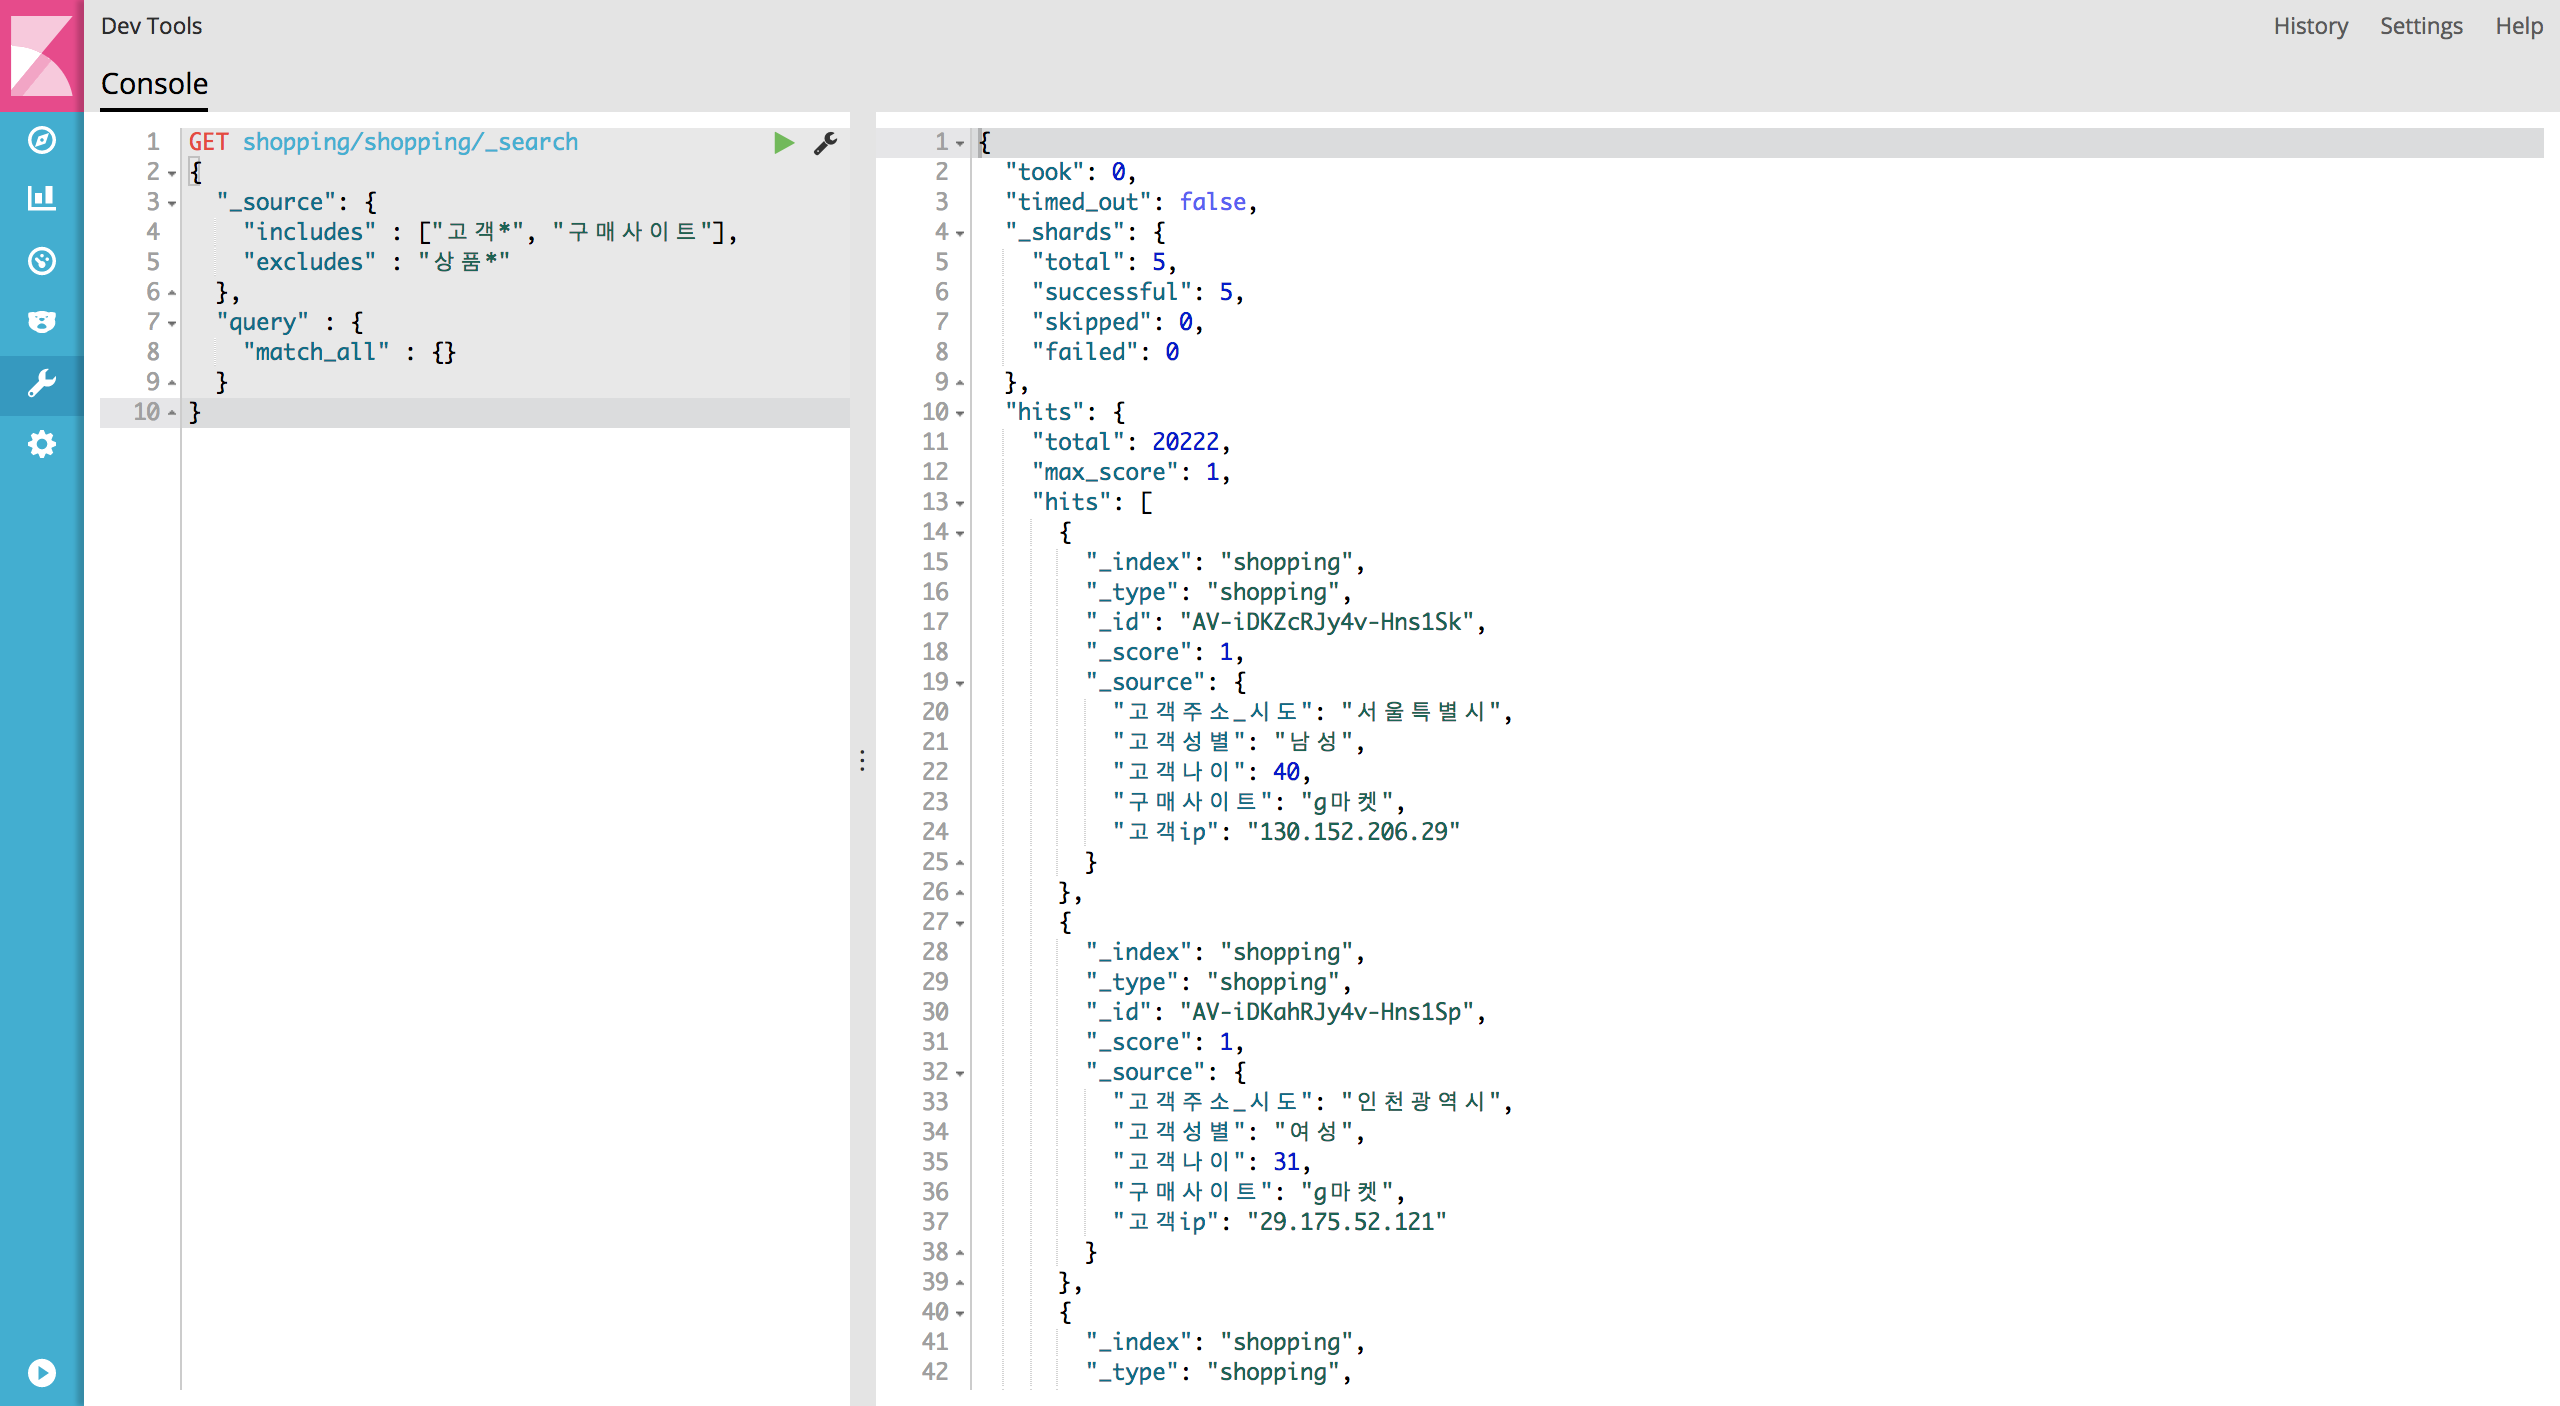 Dev Tools
History Settings Help
Console
1 GET shopping/shopping/_search
2 {
3 "_source": {
4 "includes" : ["고객*", "구매사이트"],
5 "excludes" : "상품*"
6 },
7 "query" : {
8 "match_all" : {}
9 }
10 }
1 {
2 "took": 0,
3 "timed_out": false,
4 "_shards": {
5 "total": 5,
6 "successful": 5,
7 "skipped": 0,
8 "failed": 0
9 },
10 "hits": {
11 "total": 20222,
12 "max_score": 1,
13 "hits": [
14 {
15 "_index": "shopping",
16 "_type": "shopping",
17 "_id": "AV-iDKZcRJy4v-Hns1Sk",
18 "_score": 1,
19 "_source": {
20 "고객주소_시도": "서울특별시",
21 "고객성별": "남성",
22 "고객나이": 40,
23 "구매사이트": "g마켓",
24 "고객ip": "130.152.206.29"
25 }
26 },
27 {
28 "_index": "shopping",
29 "_type": "shopping",
30 "_id": "AV-iDKahRJy4v-Hns1Sp",
31 "_score": 1,
32 "_source": {
33 "고객주소_시도": "인천광역시",
34 "고객성별": "여성",
35 "고객나이": 31,
36 "구매사이트": "g마켓",
37 "고객ip": "29.175.52.121"
38 }
39 },
40 {
41 "_index": "shopping",
42 "_type": "shopping",